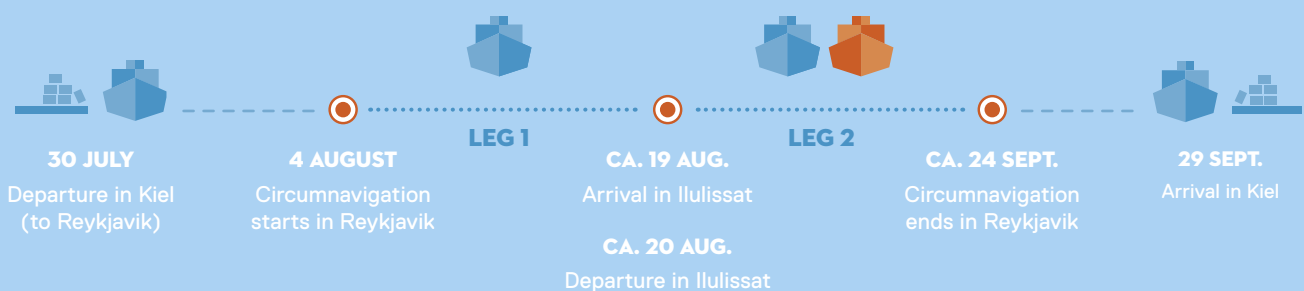 LEG 1
LEG 2
30 JULY
Departure in Kiel
(to Reykjavik)
4 AUGUST
Circumnavigation
starts in Reykjavik
CA. 19 AUG.
Arrival in Ilulissat
CA. 20 AUG.
Departure in Ilulissat
CA. 24 SEPT.
Circumnavigation
ends in Reykjavik
29 SEPT.
Arrival in Kiel